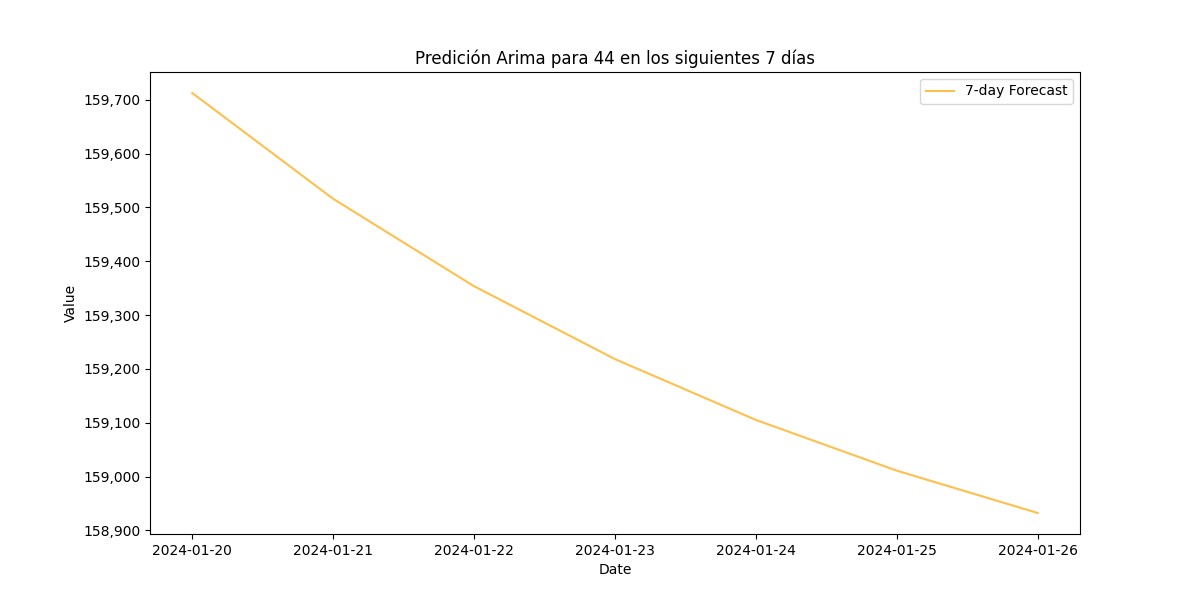 Predición Arima para 44 en los siguientes 7 días
7-day Forecast
159,700
159,600
159,500
159,400
159,300
159,200
159,100
159,000
158,900
Value
2024-01-20 2024-01-21 2024-01-22 2024-01-23 2024-01-24 2024-01-25 2024-01-26
Date